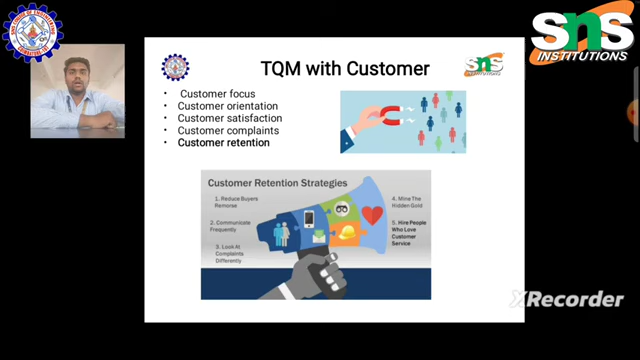 SNS
INSTITUTIONS
TQM with Customer
Customer focus
Customer orientation
Customer satisfaction
Customer complaints
Customer retention
Customer Retention Strategies
1. Reduce Buyers
Remorse
2. Communicate
Frequently
3. Look At
Complaints
Differently
4. Mine The
Hidden Gold
5. Hire People
Who Love
Customer
Service
XRecorder